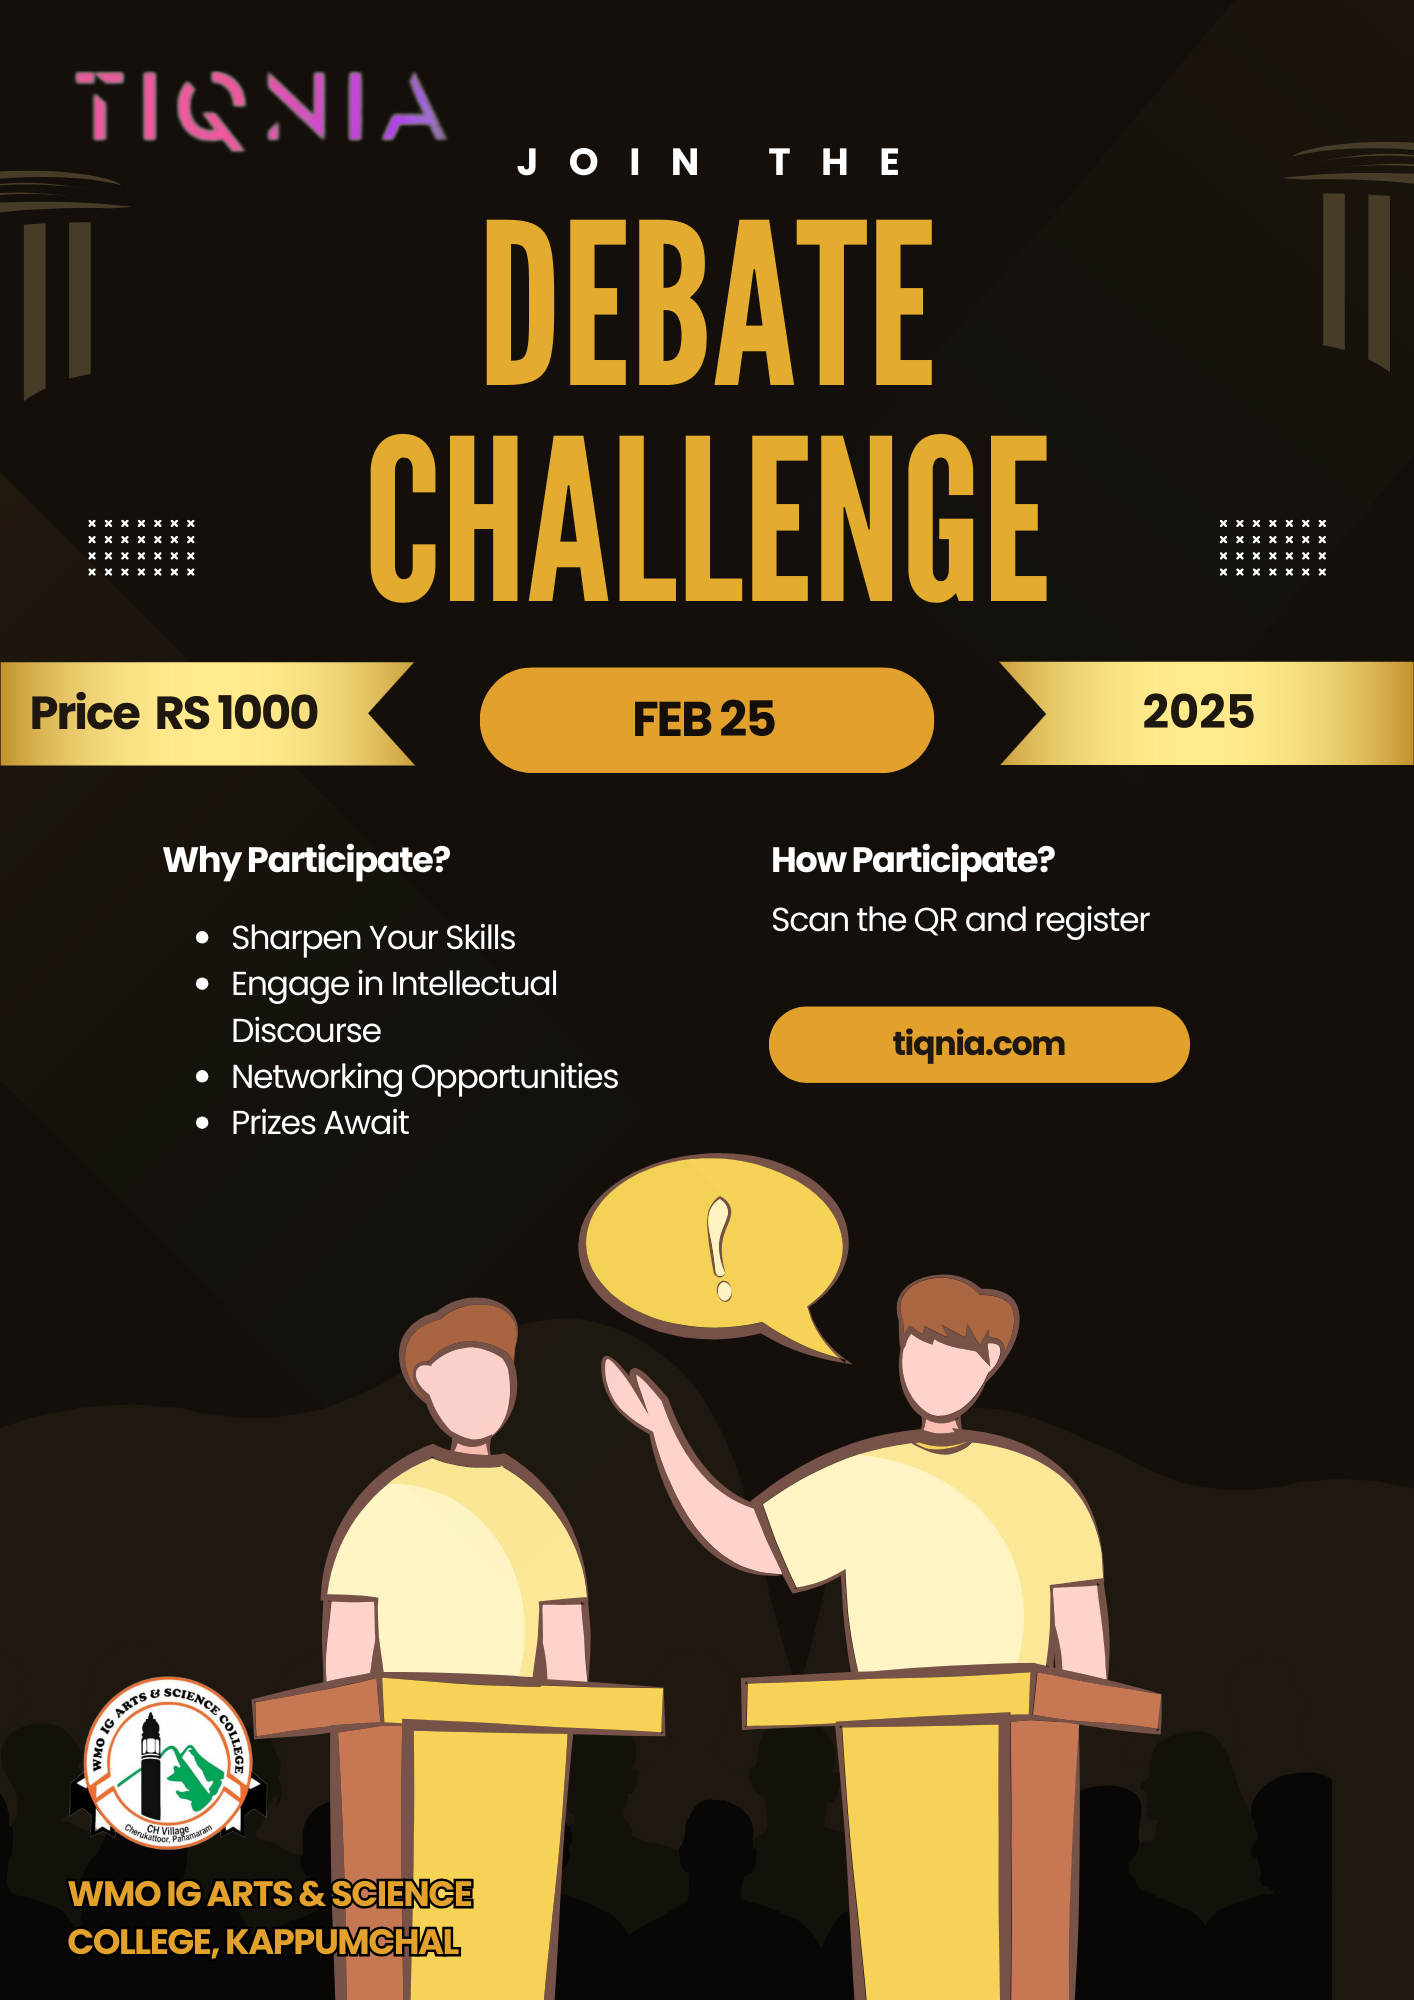 TIQNIA
JOIN THE
DEBATE
CHALLENGE
Price RS 1000
FEB 25
2025
Why Participate?
Sharpen Your Skills
Engage in Intellectual
Discourse
Networking Opportunities
Prizes Await
How Participate?
Scan the QR and register
tiqnia.com
!
WMO IG ARTS & SCIENCE COLLEGE
CH Village
Cherukattoor, Panamaram
WMO IG ARTS & SCIENCE
COLLEGE, KAPPUMCHAL